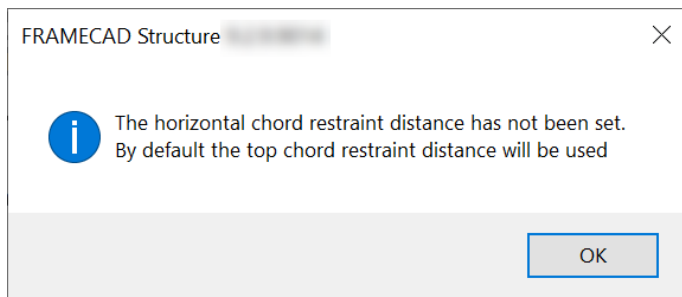 FRAMECAD Structure
The horizontal chord restraint distance has not been set.
By default the top chord restraint distance will be used
OK